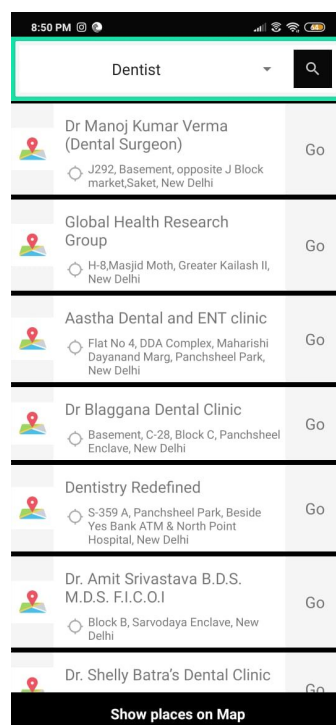 8:50 PM
64
Dentist
Dr Manoj Kumar Verma
(Dental Surgeon)
J292, Basement, opposite J Block
market,Saket, New Delhi
Go
Global Health Research
Group
H-8,Masjid Moth, Greater Kailash II,
New Delhi
Go
Aastha Dental and ENT clinic
Flat No 4, DDA Complex, Maharishi
Dayanand Marg, Panchsheel Park,
New Delhi
Go
Dr Blaggana Dental Clinic
Basement, C-28, Block C, Panchsheel
Enclave, New Delhi
Go
Dentistry Redefined
S-359 A, Panchsheel Park, Beside
Yes Bank ATM & North Point
Hospital, New Delhi
Go
Dr. Amit Srivastava B.D.S.
M.D.S. F.I.C.O.I
Block B, Sarvodaya Enclave, New
Delhi
Go
Dr. Shelly Batra's Dental Clinic
Go
Show places on Map